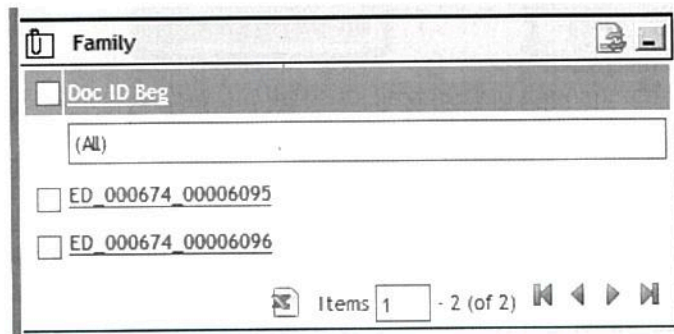 Family
Doc ID Beg
(All)
ED_000674_00006095
ED_000674_00006096
Items 1 - 2 (of 2)